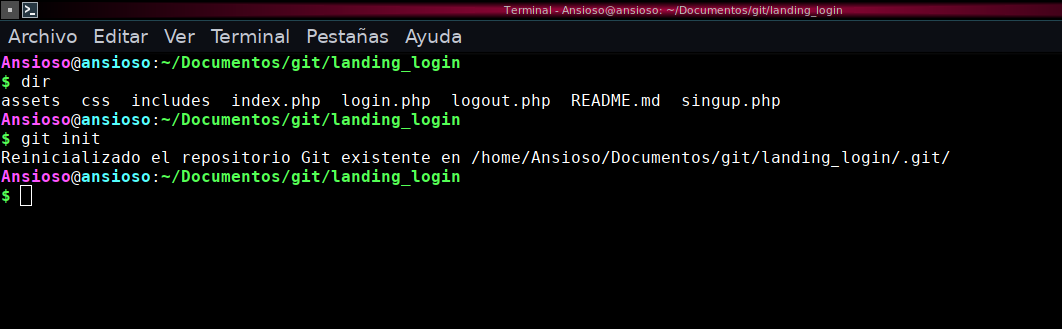 Terminal - Ansioso@ansioso: ~/Documentos/git/landing_login
Archivo Editar Ver Terminal Pestañas Ayuda
Ansioso@ansioso:~/Documentos/git/landing_login
$ dir
assets css includes index.php login.php logout.php README.md singup.php
Ansioso@ansioso:~/Documentos/git/landing_login
$ git init
Reinicializado el repositorio Git existente en /home/Ansioso/Documentos/git/landing_login/.git/
Ansioso@ansioso:~/Documentos/git/landing_login
$